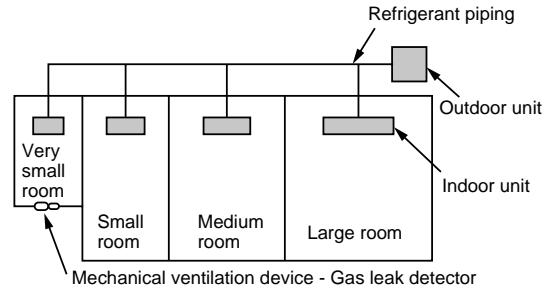 Refrigerant piping
Outdoor unit
Very
small
room
Indoor unit
Small
room
Medium
room
Large room
Mechanical ventilation device - Gas leak detector